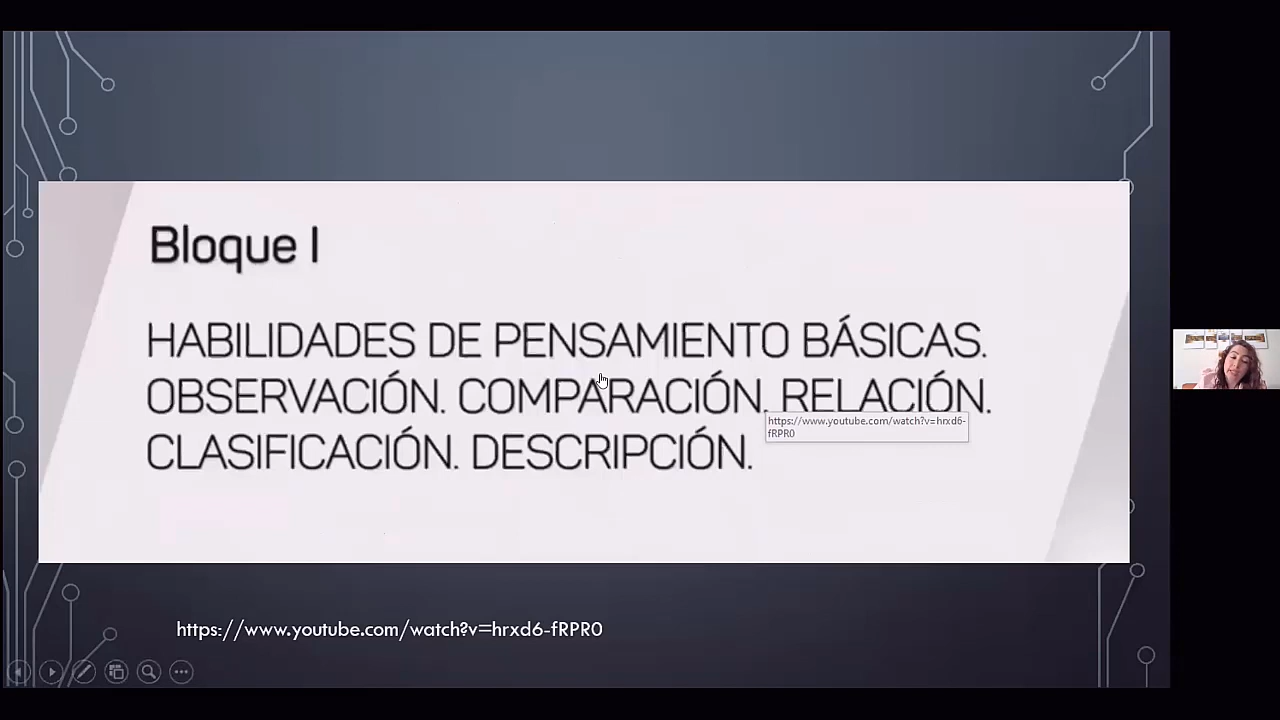 Bloque I
HABILIDADES DE PENSAMIENTO BÁSICAS.
OBSERVACIÓN. COMPARACIÓN. RELACIÓN.
https://www.youtube.com/watch?v=hrxd6-
fRPR0
CLASIFICACIÓN. DESCRIPCIÓN.
https://www.youtube.com/watch?v=hrxd6-fRPR0